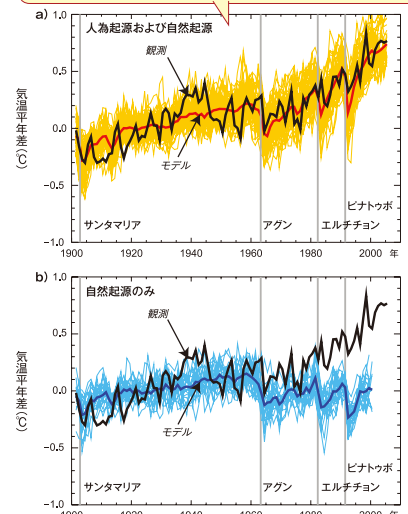 a)
人為起源および自然起源
観測
モデル
気温平年差(℃)
1.0
0.5
0.0
−0.5
−1.0
サンタマリア
アグン
エルチチョン
ピナトゥボ
1900 1920 1940 1960 1980 2000 年
b)
自然起源のみ
観測
モデル
気温平年差(℃)
1.0
0.5
0.0
−0.5
−1.0
サンタマリア
アグン
エルチチョン
ピナトゥボ